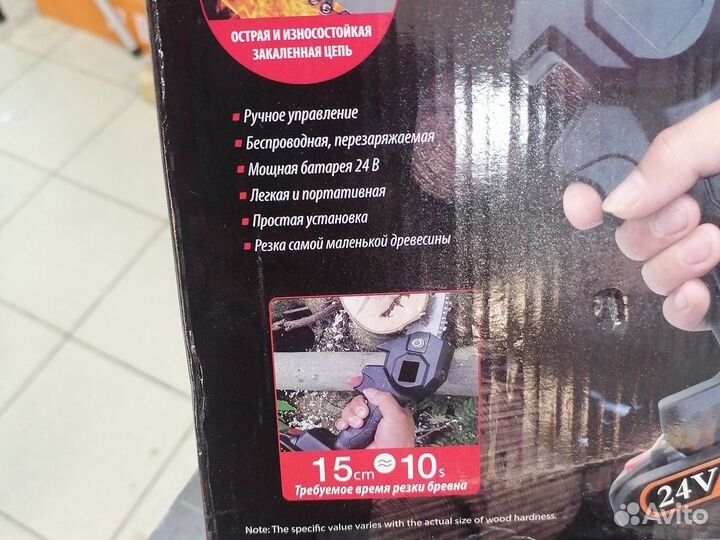 ОСТРАЯ И ИЗНОСОСТОЙКАЯ
ЗАКАЛЕННАЯ ЦЕПЬ
Ручное управление
Беспроводная, перезаряжаемая
Мощная батарея 24 В
Легкая и портативная
Простая установка
Резка самой маленькой древесины
15cm≈10s
Требуемое время резки бревна
Note: The specific value varies with the actual size of wood hardness.
24V
Avito